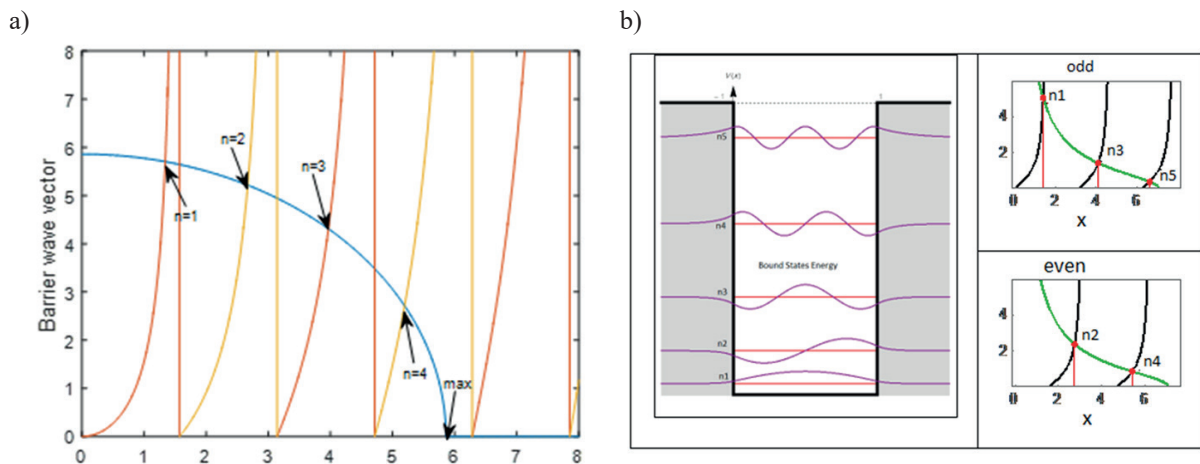 a)
8
7
6
5
4
3
2
1
0
Barrier wave vector
n=1
n=2
n=3
n=4
max
0 1 2 3 4 5 6 7 8
b)
V(x)
-1
1
n5
n4
Bound States Energy
n3
n2
n1
odd
4
2
n1
n3
n5
0 2 4 6
X
even
4
2
n2
n4
0 2 4 6
X